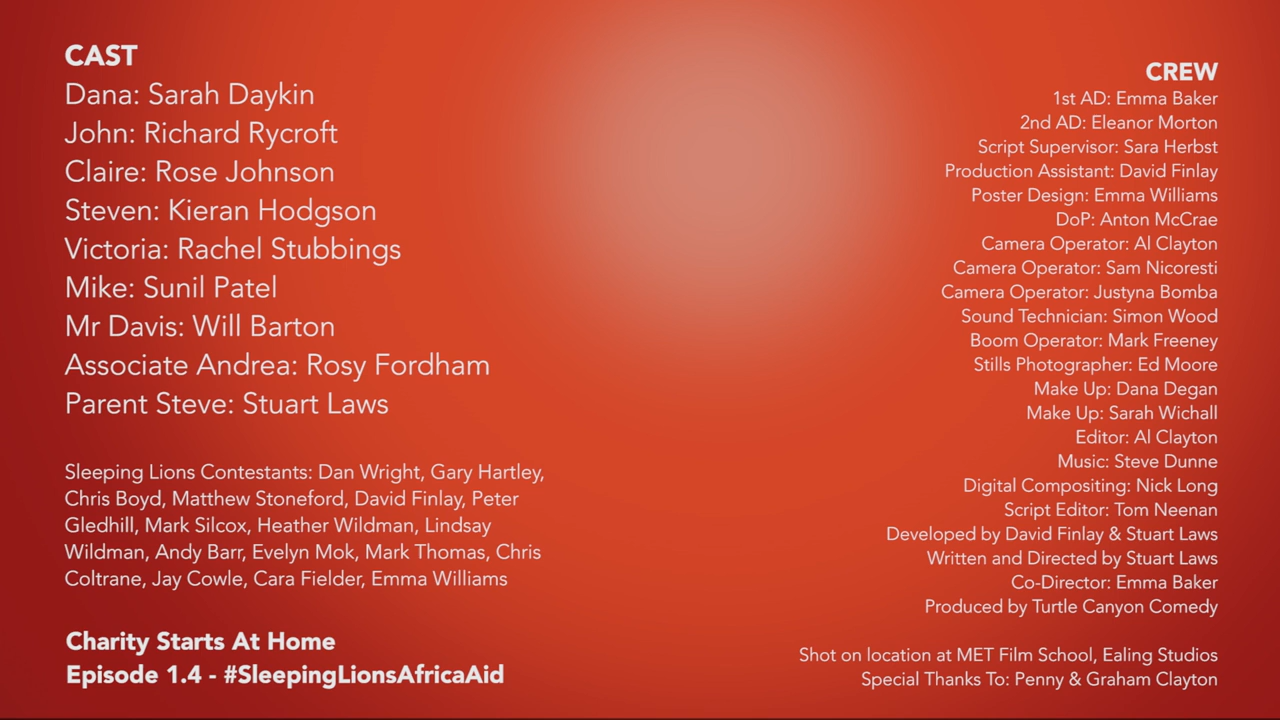 CAST
Dana: Sarah Daykin
John: Richard Rycroft
Claire: Rose Johnson
Steven: Kieran Hodgson
Victoria: Rachel Stubbings
Mike: Sunil Patel
Mr Davis: Will Barton
Associate Andrea: Rosy Fordham
Parent Steve: Stuart Laws
Sleeping Lions Contestants: Dan Wright, Gary Hartley,
Chris Boyd, Matthew Stoneford, David Finlay, Peter
Gledhill, Mark Silcox, Heather Wildman, Lindsay
Wildman, Andy Barr, Evelyn Mok, Mark Thomas, Chris
Coltrane, Jay Cowle, Cara Fielder, Emma Williams
Charity Starts At Home
Episode 1.4 - #SleepingLionsAfricaAid
CREW
1st AD: Emma Baker
2nd AD: Eleanor Morton
Script Supervisor: Sara Herbst
Production Assistant: David Finlay
Poster Design: Emma Williams
DoP: Anton McCrae
Camera Operator: Al Clayton
Camera Operator: Sam Nicoresti
Camera Operator: Justyna Bomba
Sound Technician: Simon Wood
Boom Operator: Mark Freeney
Stills Photographer: Ed Moore
Make Up: Dana Degan
Make Up: Sarah Wichall
Editor: Al Clayton
Music: Steve Dunne
Digital Compositing: Nick Long
Script Editor: Tom Neenan
Developed by David Finlay & Stuart Laws
Written and Directed by Stuart Laws
Co-Director: Emma Baker
Produced by Turtle Canyon Comedy
Shot on location at MET Film School, Ealing Studios
Special Thanks To: Penny & Graham Clayton